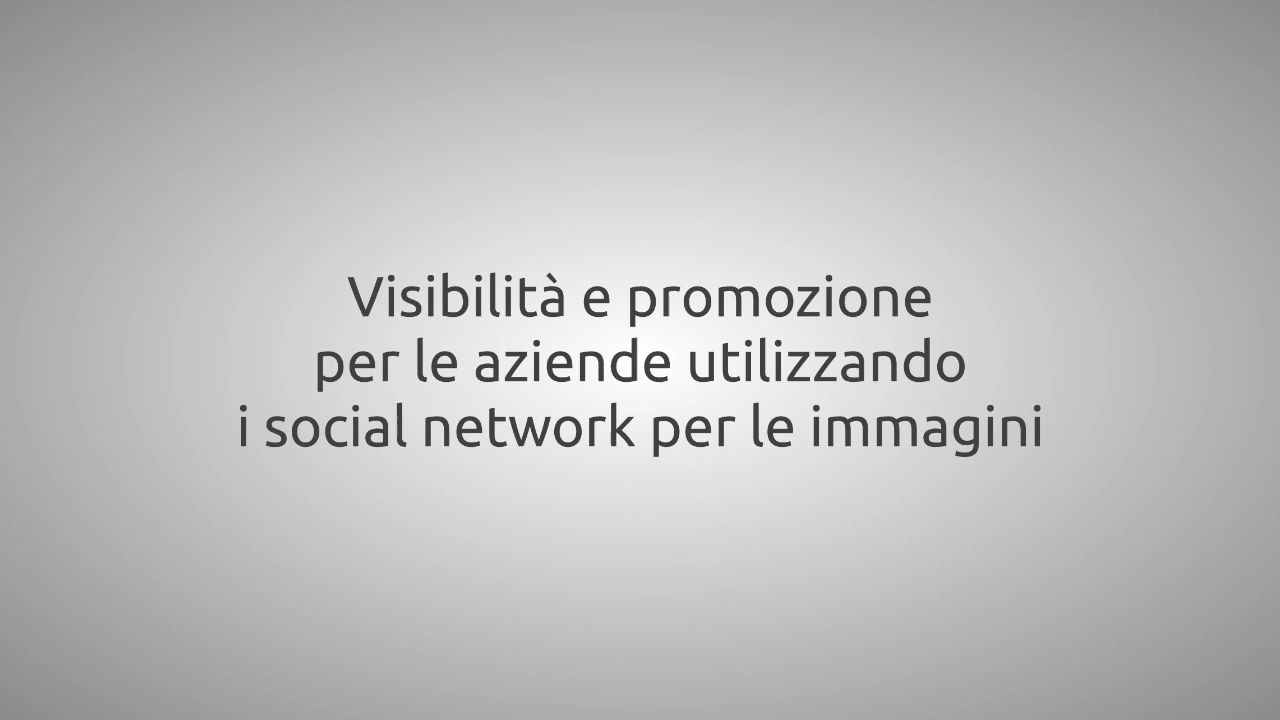 Visibilità e promozione
per le aziende utilizzando
i social network per le immagini